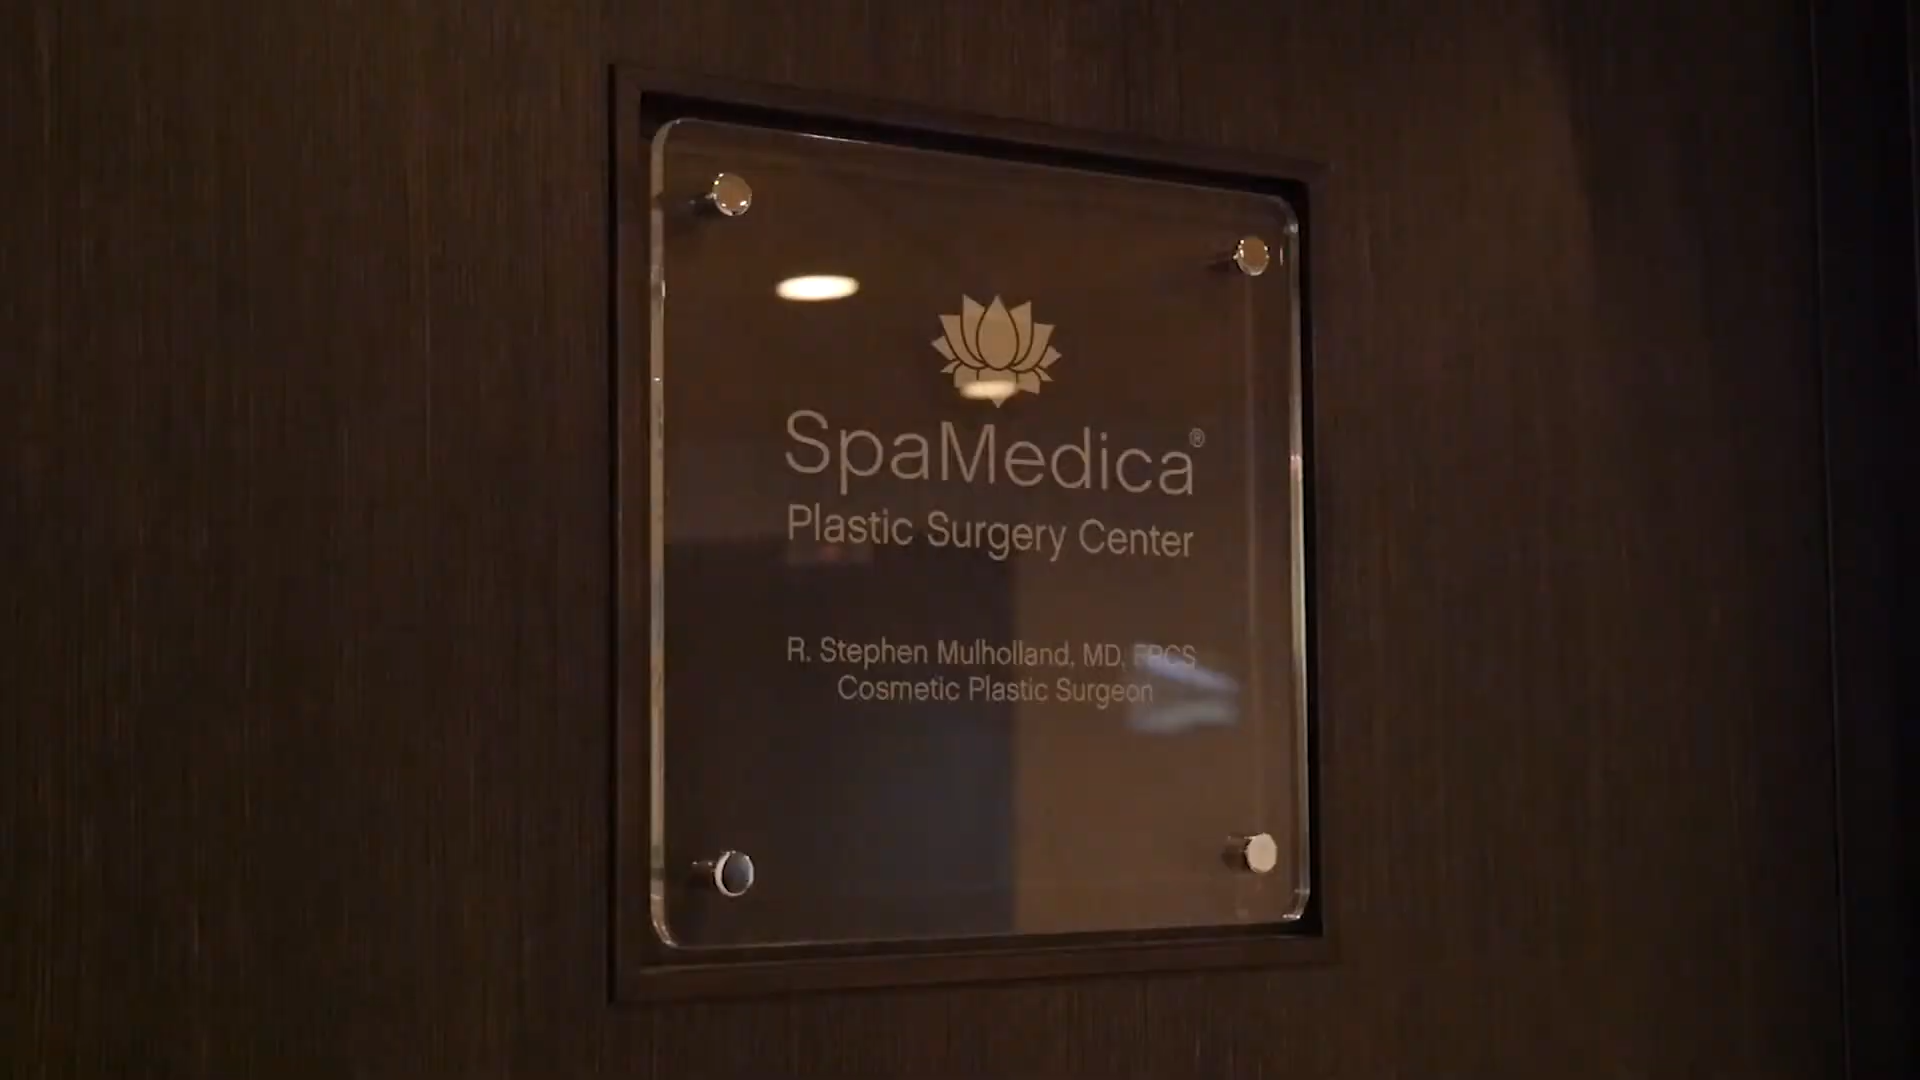 SpaMedica®
Plastic Surgery Center
R. Stephen Mulholland, MD, FRCS
Cosmetic Plastic Surgeon